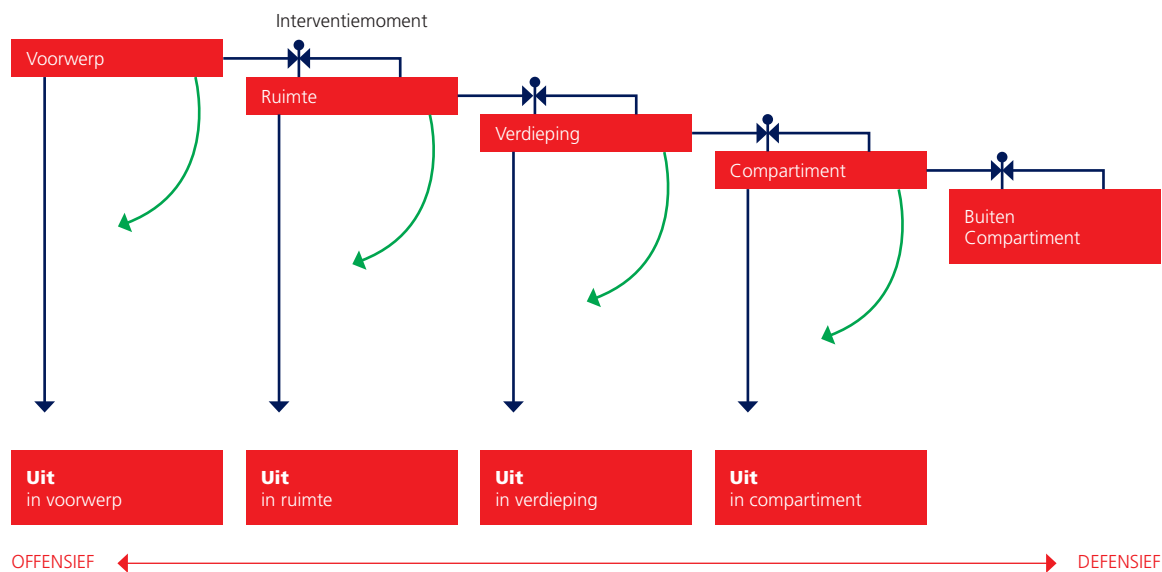 Interventiemoment
Voorwerp
Ruimte
Verdieping
Compartiment
Buiten
Compartiment
Uit
in voorwerp
Uit
in ruimte
Uit
in verdieping
Uit
in compartiment
OFFENSIEF
DEFENSIEF